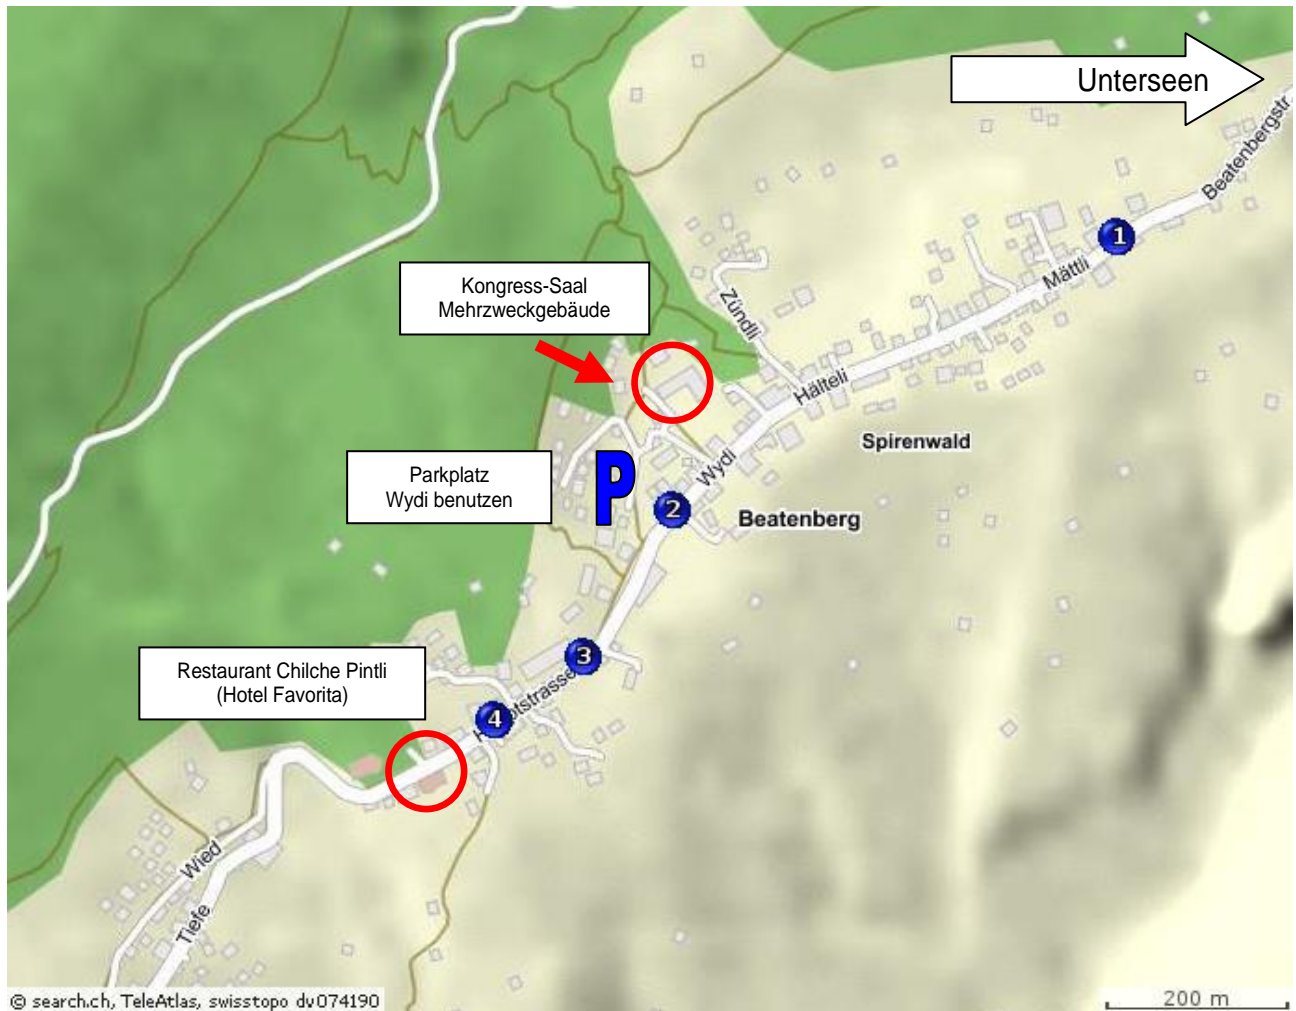 Unterseen
Beatenbergstr
1
Mättli
Kongress-Saal
Mehrzweckgebäude
Zündli
Hälteli
Spirenwald
Parkplatz
Wydi benutzen
P
Wydi
2
Beatenberg
Restaurant Chilche Pintli
(Hotel Favorita)
3
4
Wied
Tiefe
© search.ch, TeleAtlas, swisstopo dv074190
200 m